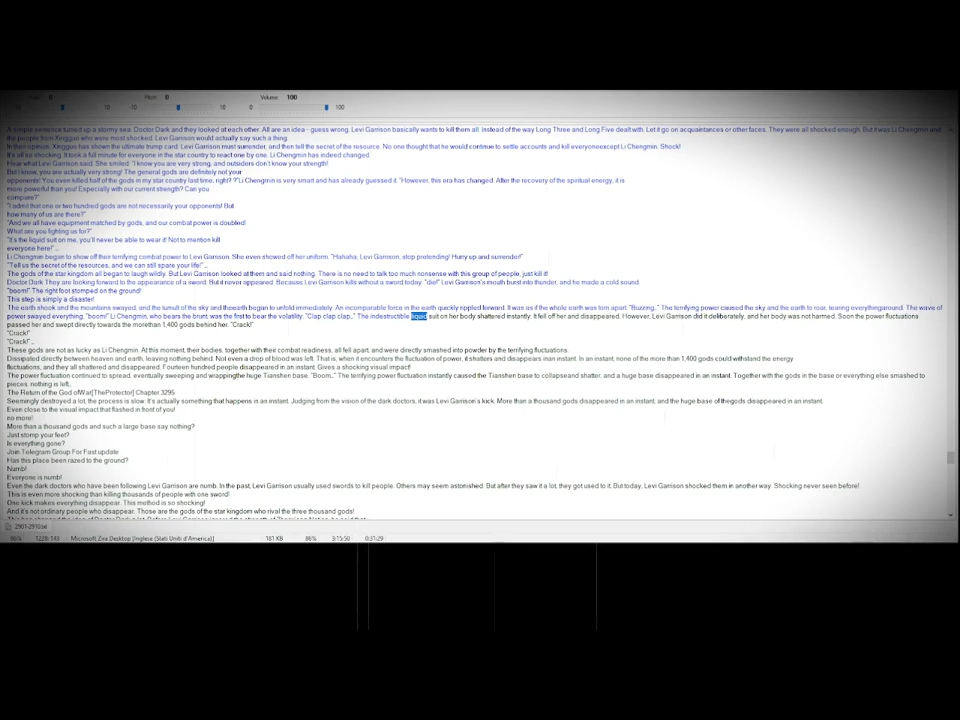 Pitch: 0 Volume: 100
10 -10 10 0 100
A simple sentence turned up a stormy sea. Doctor Dark and they looked at each other. All are an idea - guess wrong. Levi Garrison basically wants to kill them all. Instead of the way Long Three and Long Five dealt with. Let it go on acquaintances or other faces. They were all shocked enough. But it was Li Chengmin and
the people from Xingguo who were most shocked. Levi Garrison would actually say such a thing.
In their opinion, Xingguo has shown the ultimate trump card. Levi Garrison must surrender, and then tell the secret of the resource. No one thought that he would continue to settle accounts and kill everyoneexcept Li Chengmin. Shock!
It's all so shocking. It took a full minute for everyone in the star country to react one by one. Li Chengmin has indeed changed.
Hear what Levi Garrison said. She smiled. "I know you are very strong, and outsiders don't know your strength!
But I know, you are actually very strong! The general gods are definitely not your
opponents! You even killed half of the gods in my star country last time, right? ?"Li Chengmin is very smart and has already guessed it. "However, this era has changed. After the recovery of the spiritual energy, it is
more powerful than you! Especially with our current strength? Can you
compare?"
"I admit that one or two hundred gods are not necessarily your opponents! But
how many of us are there?"
"And we all have equipment matched by gods, and our combat power is doubled!
What are you fighting us for?"
"It's the liquid suit on me, you'll never be able to wear it! Not to mention kill
everyone here!"...
Li Chengmin began to show off their terrifying combat power to Levi Garrison. She even showed off her uniform. "Hahaha, Levi Garrison, stop pretending! Hurry up and surrender!"
"Tell us the secret of the resources, and we can still spare your life!"...
The gods of the star kingdom all began to laugh wildly. But Levi Garrison looked at them and said nothing. There is no need to talk too much nonsense with this group of people, just kill it!
Doctor Dark They are looking forward to the appearance of a sword. But it never appeared. Because Levi Garrison kills without a sword today. "die!" Levi Garrison's mouth burst into thunder, and he made a cold sound.
"boom!" The right foot stomped on the ground!
This step is simply a disaster!
The earth shook and the mountains swayed, and the turmoil of the sky and theearth began to unfold immediately. An incomparable force in the earth quickly rippled forward. It was as if the whole earth was torn apart. "Buzzing.." The terrifying power caused the sky and the earth to roar, tearing everythingaround. The wave of
power swayed everything. "boom!" Li Chengmin, who bears the brunt, was the first to bear the volatility. "Clap clap clap.." The indestructible liquid suit on her body shattered instantly. It fell off her and disappeared. However, Levi Garrison did it deliberately, and her body was not harmed. Soon the power fluctuations
passed her and swept directly towards the morethan 1,400 gods behind her. "Crack!"
"Crack!"
"Crack!"...
These gods are not as lucky as Li Chengmin. At this moment, their bodies, together with their combat readiness, all fell apart, and were directly smashed into powder by the terrifying fluctuations.
Dissipated directly between heaven and earth, leaving nothing behind. Not even a drop of blood was left. That is, when it encounters the fluctuation of power, it shatters and disappears inan instant. In an instant, none of the more than 1,400 gods could withstand the energy
fluctuations, and they all shattered and disappeared. Fourteen hundred people disappeared in an instant. Gives a shocking visual impact!
The power fluctuation continued to spread, eventually sweeping and wrappingthe huge Tianshen base. "Boom.." The terrifying power fluctuation instantly caused the Tianshen base to collapseand shatter, and a huge base disappeared in an instant. Together with the gods in the base or everything else smashed to
pieces, nothing is left..
The Return of the God ofWar[TheProtector] Chapter 3295
Seemingly destroyed a lot, the process is slow. It's actually something that happens in an instant. Judging from the vision of the dark doctors, it was Levi Garrison's kick. More than a thousand gods disappeared in an instant, and the huge base of thegods disappeared in an instant.
Even close to the visual impact that flashed in front of you!
no more!
More than a thousand gods and such a large base say nothing?
Just stomp your feet?
Is everything gone?
Join Telegram Group For Fast update
Has this place been razed to the ground?
Numb!
Everyone is numb!
Even the dark doctors who have been following Levi Garrison are numb. In the past, Levi Garrison usually used swords to kill people. Others may seem astonished. But after they saw it a lot, they got used to it. But today, Levi Garrison shocked them in another way. Shocking never seen before!
This is even more shocking than killing thousands of people with one sword!
One kick makes everything disappear. This method is so shocking!
And it's not ordinary people who disappear. Those are the gods of the star kingdom who rival the three thousand gods!
2901-2910.se
86% 1228:143 Microsoft Zira Desktop [Inglese (Stati Uniti d'America)] 181 KB 86% 3:15:50 0:31:29